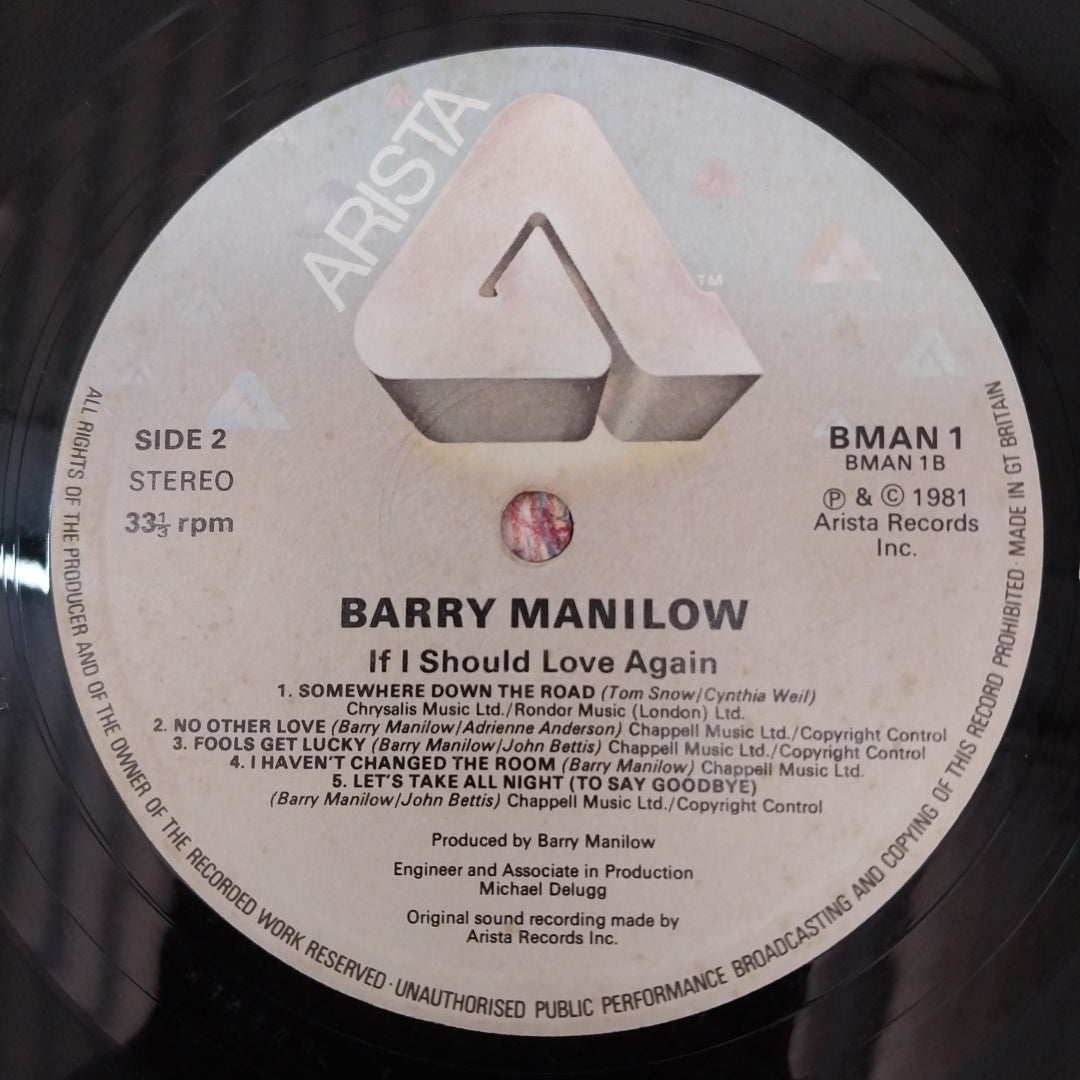 ARISTA
TM
SIDE 2
STEREO
33⅓ rpm
BMAN 1
BMAN 1B
℗ & © 1981
Arista Records
Inc.
BARRY MANILOW
If I Should Love Again
1. SOMEWHERE DOWN THE ROAD (Tom Snow/Cynthia Weil)
Chrysalis Music Ltd./Rondor Music (London) Ltd.
2. NO OTHER LOVE (Barry Manilow/Adrienne Anderson) Chappell Music Ltd./Copyright Control
3. FOOLS GET LUCKY (Barry Manilow/John Bettis) Chappell Music Ltd./Copyright Control
4. I HAVEN'T CHANGED THE ROOM (Barry Manilow) Chappell Music Ltd.
5. LET'S TAKE ALL NIGHT (TO SAY GOODBYE)
(Barry Manilow/John Bettis) Chappell Music Ltd./Copyright Control
Produced by Barry Manilow
Engineer and Associate in Production
Michael Delugg
Original sound recording made by
Arista Records Inc.
ALL RIGHTS OF THE PRODUCER AND OF THE OWNER OF THE RECORDED WORK RESERVED · UNAUTHORISED PUBLIC PERFORMANCE BROADCASTING AND COPYING OF THIS RECORD PROHIBITED · MADE IN GT BRITAIN